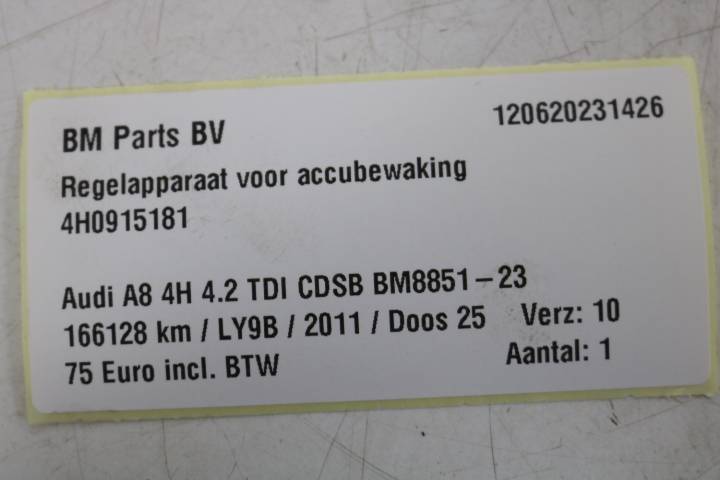 BM Parts BV 120620231426
Regelapparaat voor accubewaking
4H0915181
Audi A8 4H 4.2 TDI CDSB BM8851-23
166128 km / LY9B / 2011 / Doos 25 Verz: 10
75 Euro incl. BTW Aantal: 1